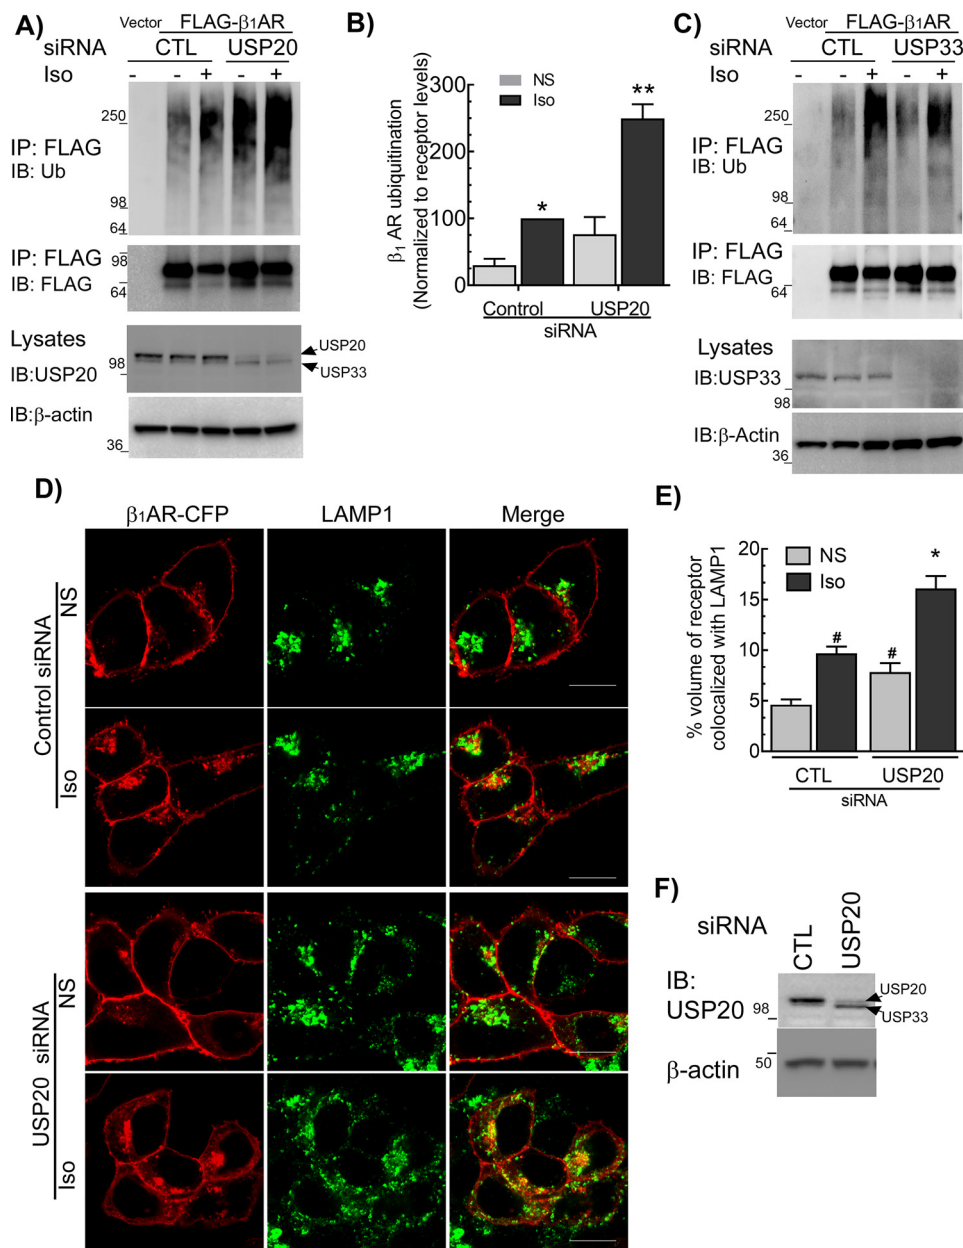 A)
Vector FLAG-β1AR
siRNA CTL USP20
Iso - - + - +
250
IP: FLAG
IB: Ub
98
64
IP: FLAG
IB: FLAG
98
64
Lysates
IB:USP20
98
USP20
USP33
IB:β-actin
36
B)
NS
Iso
β1 AR ubiquitination
(Normalized to receptor levels)
300
200
100
0
*
**
Control USP20
siRNA
C)
Vector FLAG-β1AR
siRNA CTL USP33
Iso - - + - +
250
IP: FLAG
IB: Ub
98
64
IP: FLAG
IB: FLAG
64
Lysates
IB:USP33
98
IB:β-Actin
36
D)
β1AR-CFP LAMP1 Merge
Control siRNA
NS
Iso
USP20 siRNA
NS
Iso
E)
% volume of receptor
colocalized with LAMP1
20
15
10
5
0
NS
Iso
#
#
*
CTL USP20
siRNA
F)
siRNA CTL USP20
IB:
USP20
98
USP20
USP33
β-actin
50